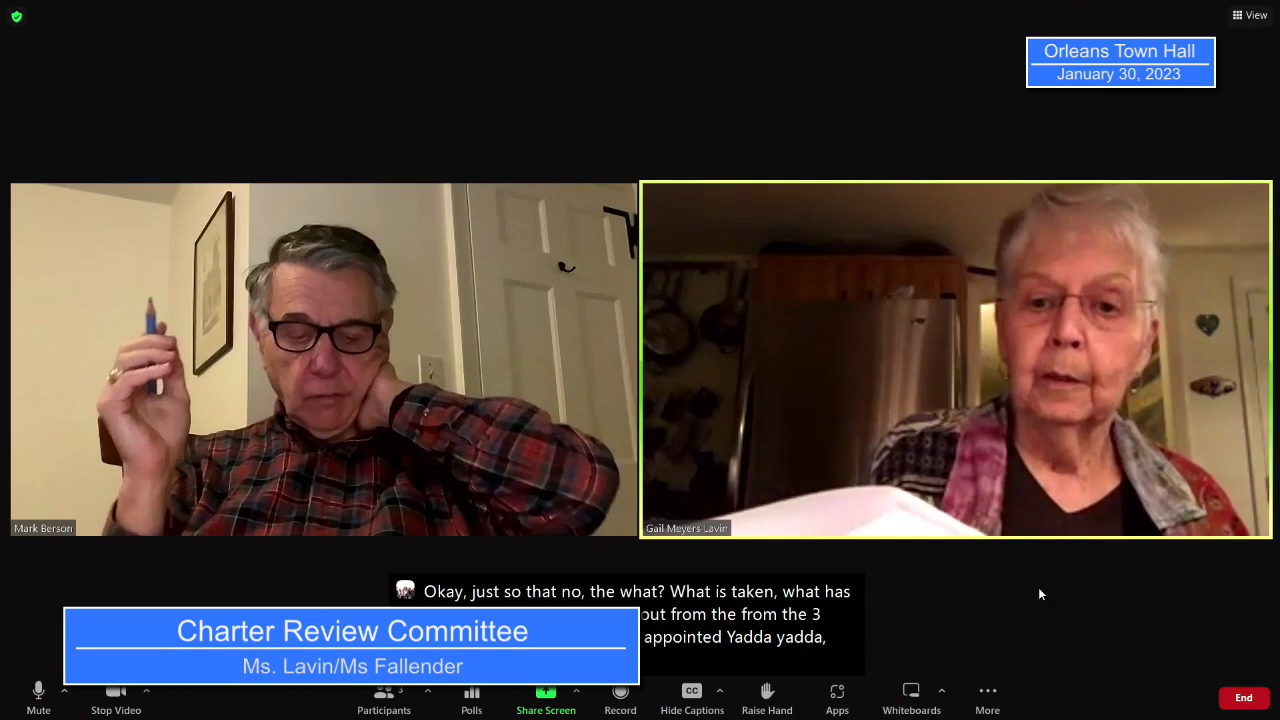 View
Orleans Town Hall
January 30, 2023
Mark Berson
Gail Meyers Lavin
Okay, just so that no, the what? What is taken, what has
out from the from the 3
appointed Yadda yadda,
Charter Review Committee
Ms. Lavin/Ms Fallender
3
CC
Mute
Stop Video
Participants
Polls
Share Screen
Record
Hide Captions
Raise Hand
Apps
Whiteboards
More
End